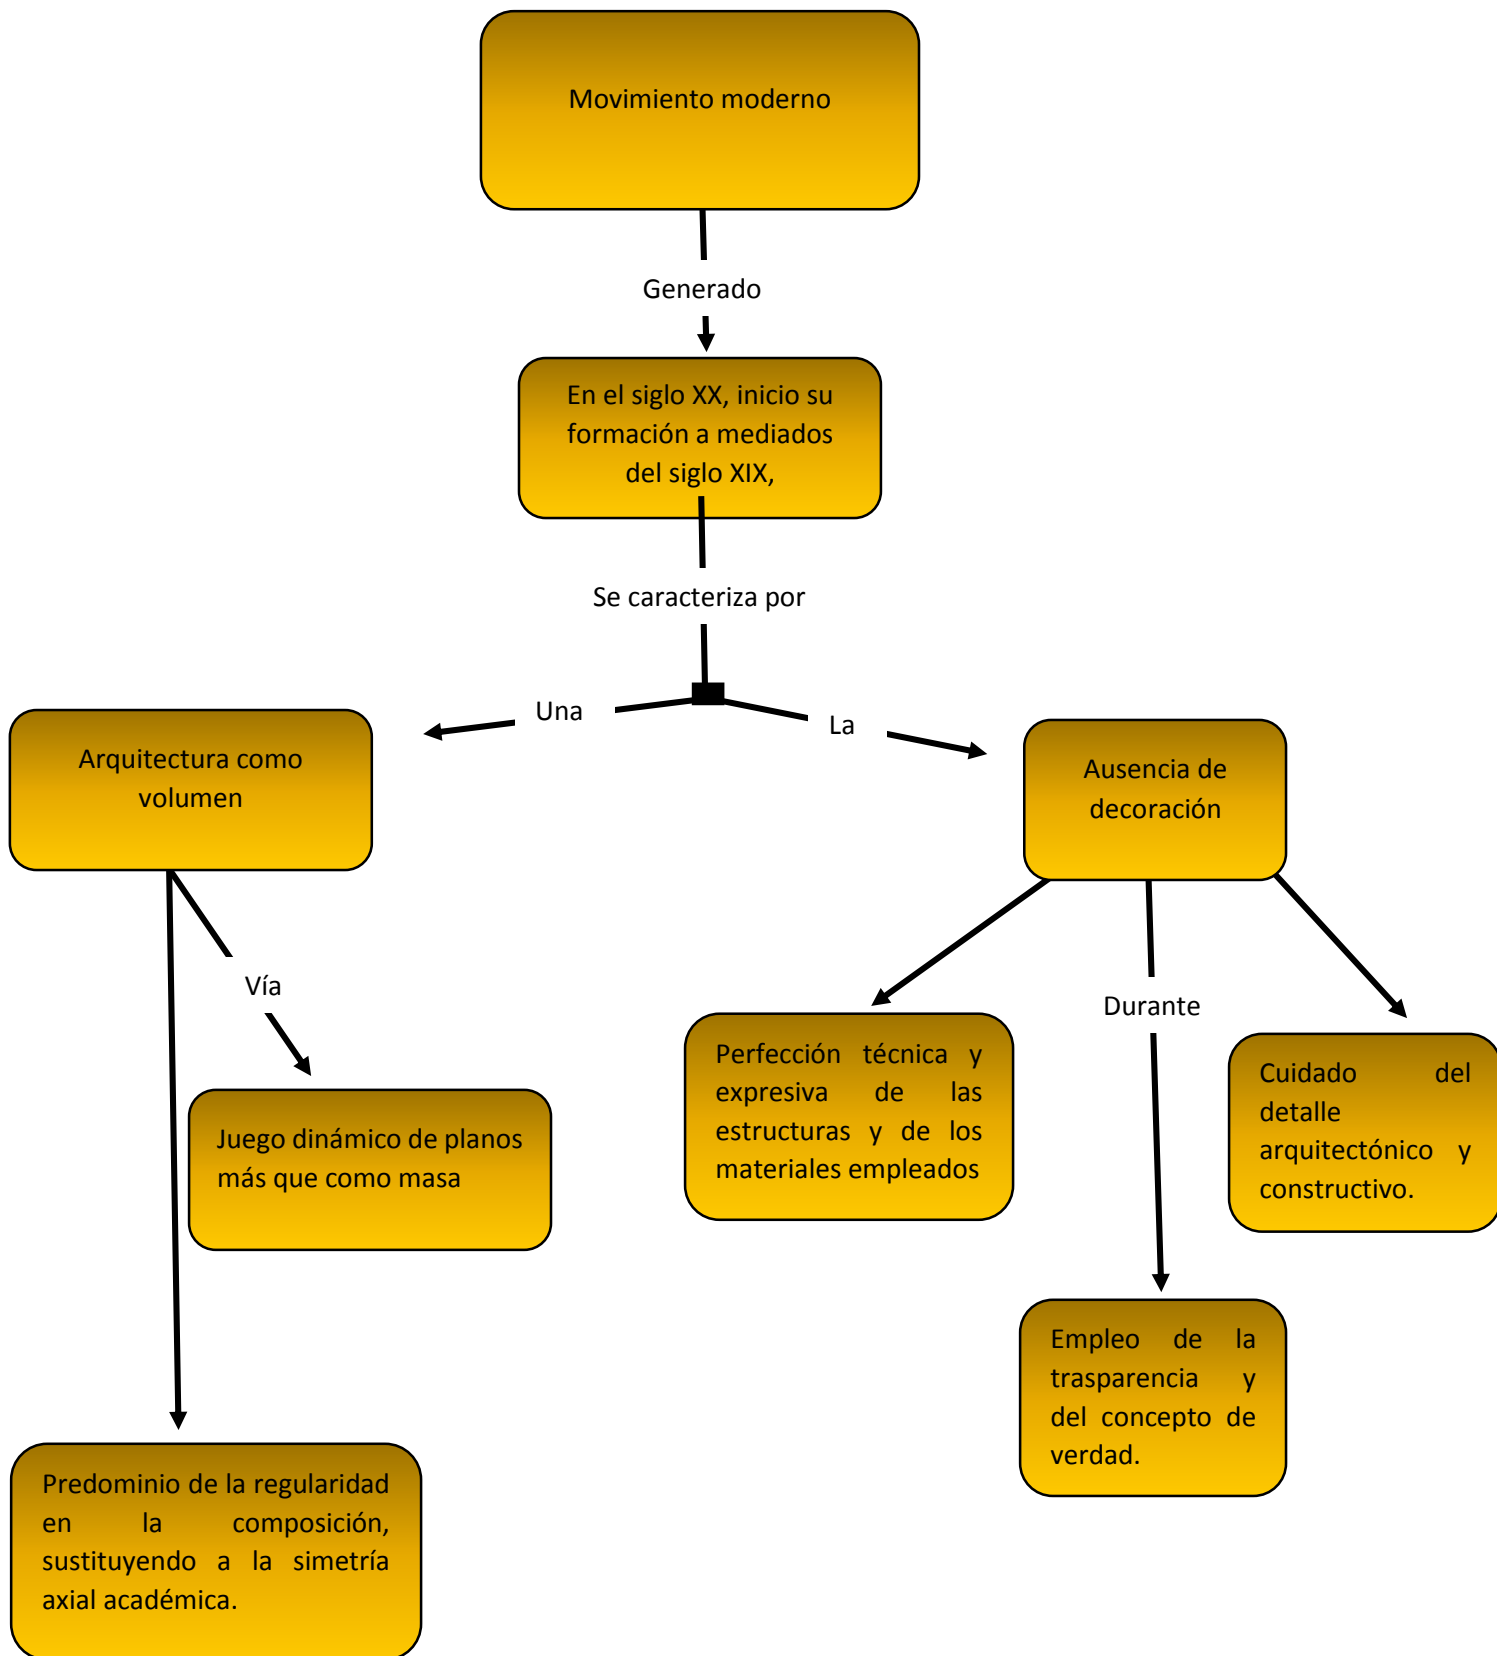 Movimiento moderno
Generado
En el siglo XX, inicio su
formación a mediados
del siglo XIX,
Se caracteriza por
Una
La
Arquitectura como
volumen
Ausencia de
decoración
Vía
Durante
Juego dinámico de planos
más que como masa
Perfección técnica y
expresiva de las
estructuras y de los
materiales empleados
Cuidado del
detalle
arquitectónico y
constructivo.
Empleo de la
trasparencia y
del concepto de
verdad.
Predominio de la regularidad
en la composición,
sustituyendo a la simetría
axial académica.